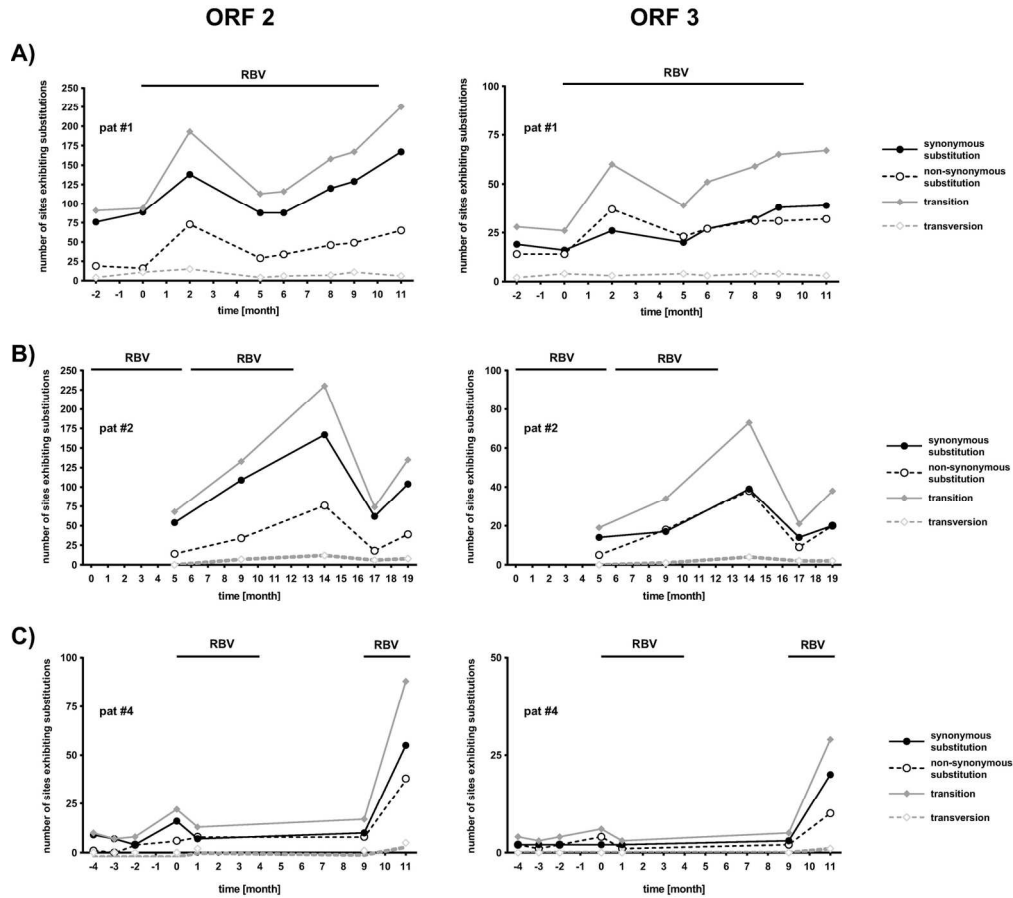 ORF 2
ORF 3
A)
RBV
number of sites exhibiting substitutions
250
225
200
175
150
125
100
75
50
25
0
pat #1
-2 -1 0 1 2 3 4 5 6 7 8 9 10 11
time [month]
RBV
number of sites exhibiting substitutions
100
75
50
25
0
pat #1
-2 -1 0 1 2 3 4 5 6 7 8 9 10 11
time [month]
synonymous
substitution
non-synonymous
substitution
transition
transversion
B)
RBV RBV
number of sites exhibiting substitutions
250
225
200
175
150
125
100
75
50
25
0
pat #2
0 1 2 3 4 5 6 7 8 9 10 11 12 14 15 16 17 18 19
time [month]
RBV RBV
number of sites exhibiting substitutions
100
80
60
40
20
0
pat #2
0 1 2 3 4 5 6 7 8 9 10 11 12 14 15 16 17 18 19
time [month]
synonymous
substitution
non-synonymous
substitution
transition
transversion
C)
RBV RBV
number of sites exhibiting substitutions
100
75
50
25
0
pat #4
-4 -3 -2 -1 0 1 2 3 4 5 6 7 8 9 10 11
time [month]
RBV RBV
number of sites exhibiting substitutions
50
25
0
pat #4
-4 -3 -2 -1 0 1 2 3 4 5 6 7 8 9 10 11
time [month]
synonymous
substitution
non-synonymous
substitution
transition
transversion